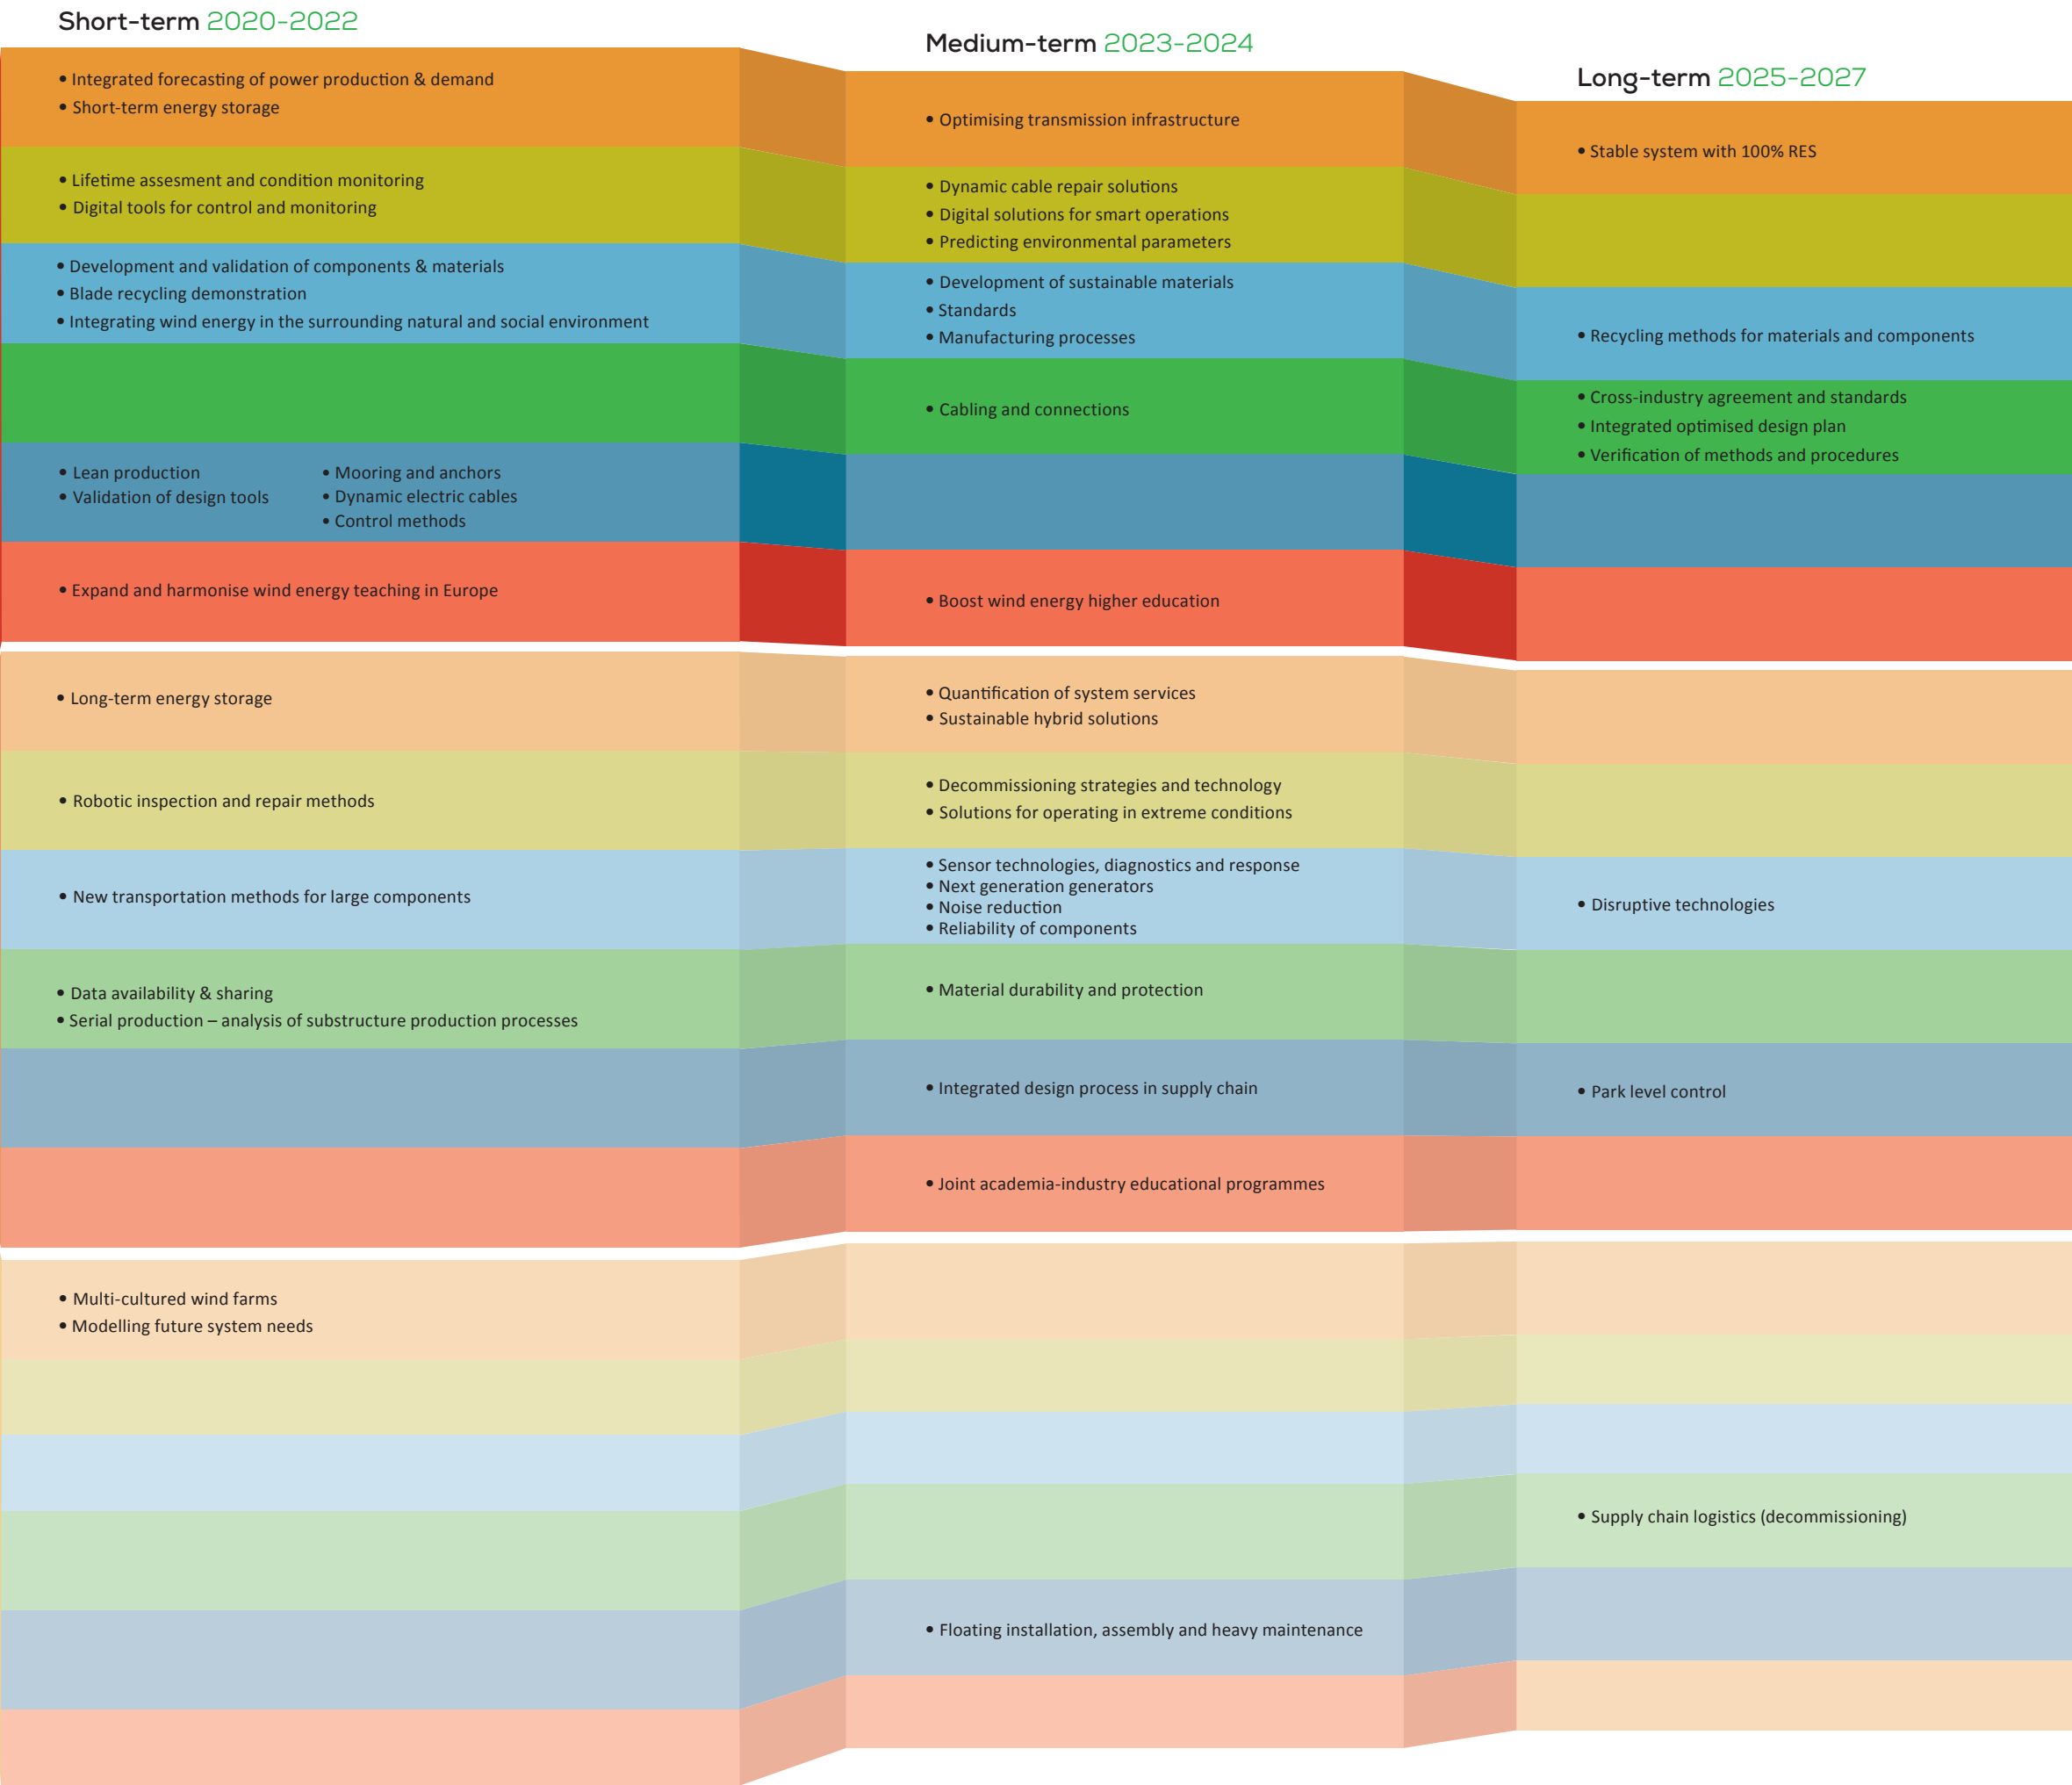 Short-term 2020-2022
• Integrated forecasting of power production & demand
• Short-term energy storage
• Lifetime assesment and condition monitoring
• Digital tools for control and monitoring
• Development and validation of components & materials
• Blade recycling demonstration
• Integrating wind energy in the surrounding natural and social environment
• Lean production
• Validation of design tools
• Mooring and anchors
• Dynamic electric cables
• Control methods
• Expand and harmonise wind energy teaching in Europe
• Long-term energy storage
• Robotic inspection and repair methods
• New transportation methods for large components
• Data availability & sharing
• Serial production – analysis of substructure production processes
• Multi-cultured wind farms
• Modelling future system needs
Medium-term 2023-2024
• Optimising transmission infrastructure
• Dynamic cable repair solutions
• Digital solutions for smart operations
• Predicting environmental parameters
• Development of sustainable materials
• Standards
• Manufacturing processes
• Cabling and connections
• Boost wind energy higher education
• Quantification of system services
• Sustainable hybrid solutions
• Decommissioning strategies and technology
• Solutions for operating in extreme conditions
• Sensor technologies, diagnostics and response
• Next generation generators
• Noise reduction
• Reliability of components
• Material durability and protection
• Integrated design process in supply chain
• Joint academia-industry educational programmes
• Floating installation, assembly and heavy maintenance
Long-term 2025-2027
• Stable system with 100% RES
• Recycling methods for materials and components
• Cross-industry agreement and standards
• Integrated optimised design plan
• Verification of methods and procedures
• Disruptive technologies
• Park level control
• Supply chain logistics (decommissioning)